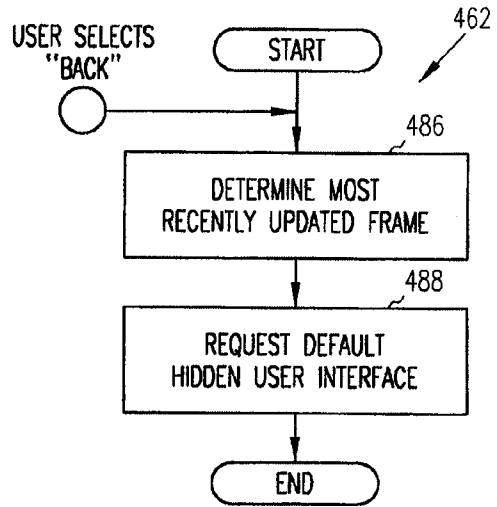 USER SELECTS
"BACK"
START
462
486
DETERMINE MOST
RECENTLY UPDATED FRAME
488
REQUEST DEFAULT
HIDDEN USER INTERFACE
END